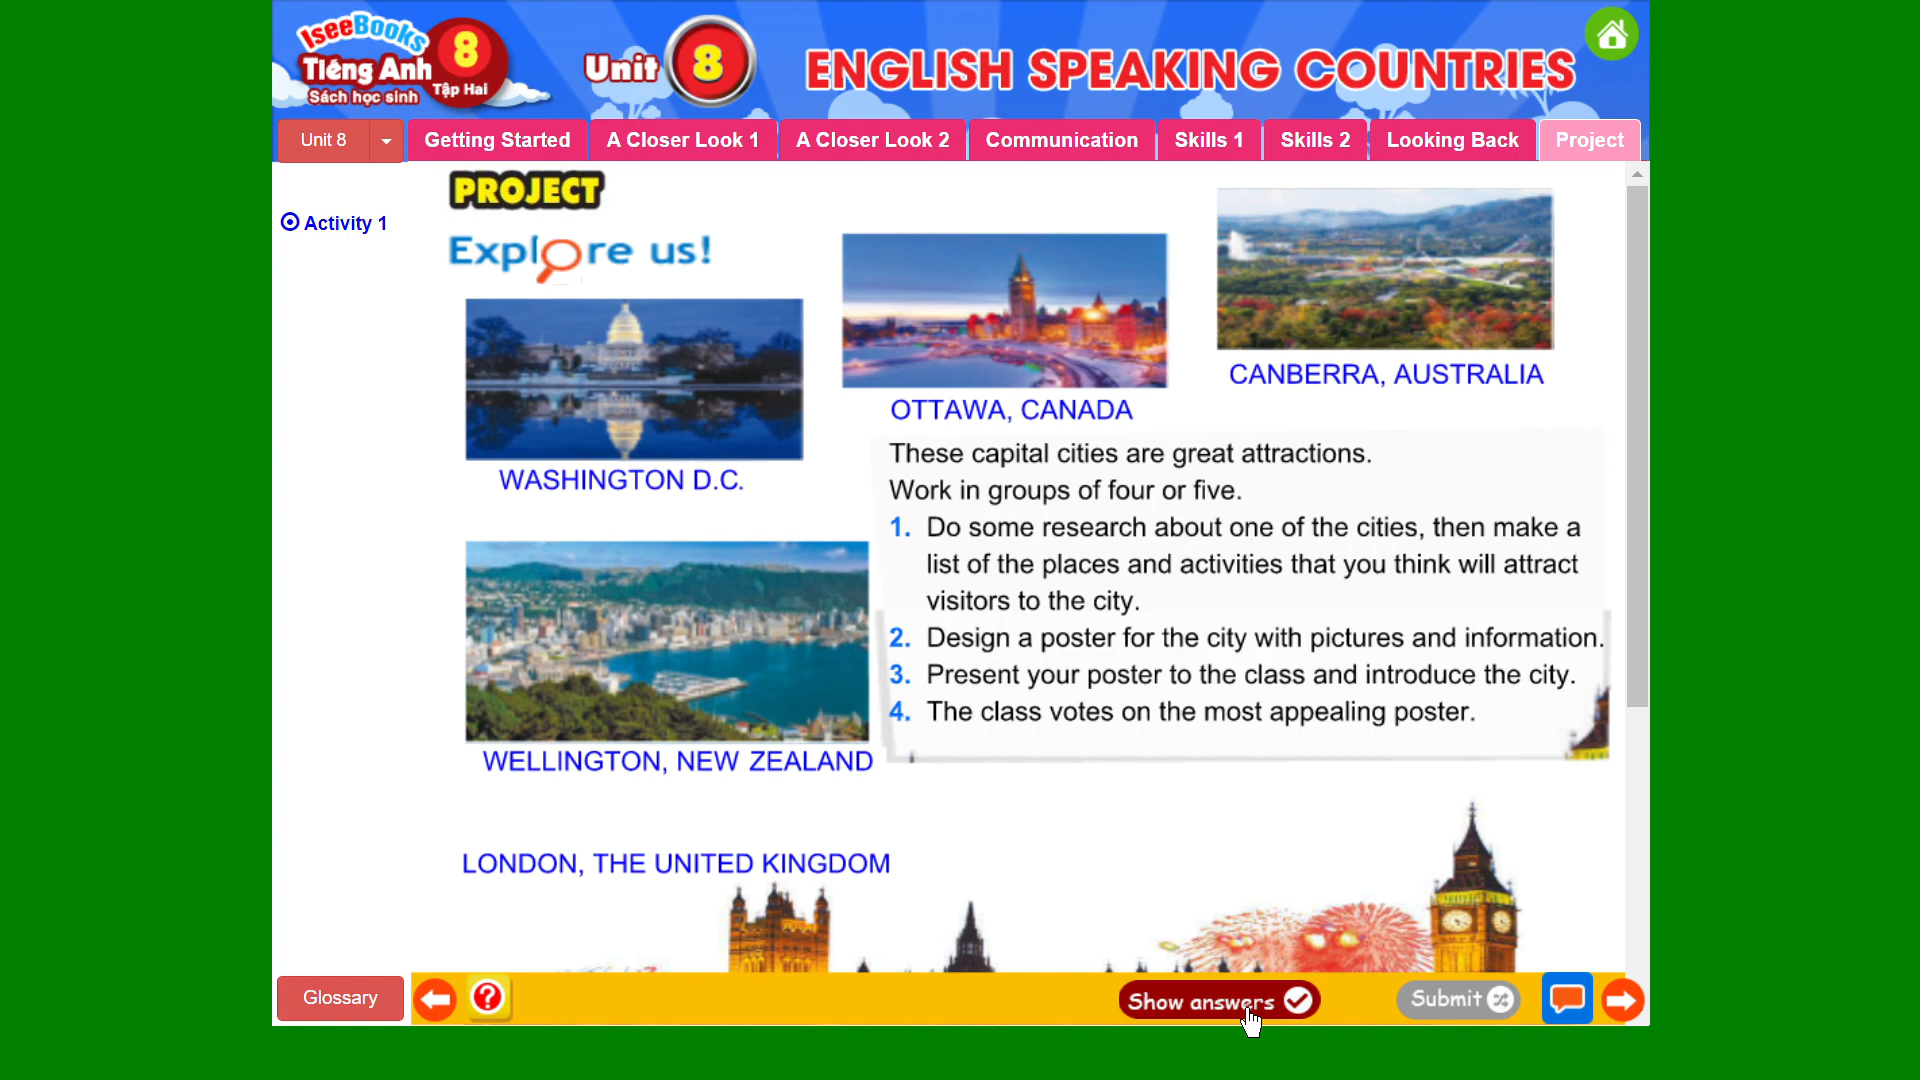 IseeBooks
Tiếng Anh 8
Sách học sinh Tập Hai
Unit 8
ENGLISH SPEAKING COUNTRIES
Unit 8
Getting Started
A Closer Look 1
A Closer Look 2
Communication
Skills 1
Skills 2
Looking Back
Project
Activity 1
PROJECT
Explore us!
WASHINGTON D.C.
OTTAWA, CANADA
CANBERRA, AUSTRALIA
These capital cities are great attractions.
Work in groups of four or five.
1. Do some research about one of the cities, then make a
list of the places and activities that you think will attract
visitors to the city.
2. Design a poster for the city with pictures and information.
3. Present your poster to the class and introduce the city.
4. The class votes on the most appealing poster.
WELLINGTON, NEW ZEALAND
LONDON, THE UNITED KINGDOM
Glossary
?
Show answers
Submit